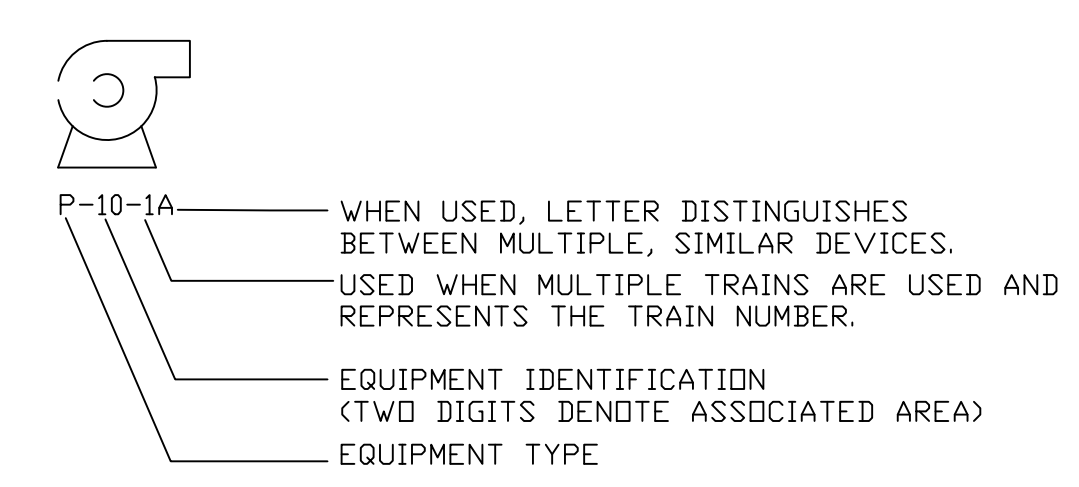 P-10-1A
WHEN USED, LETTER DISTINGUISHES
BETWEEN MULTIPLE, SIMILAR DEVICES.
USED WHEN MULTIPLE TRAINS ARE USED AND
REPRESENTS THE TRAIN NUMBER.
EQUIPMENT IDENTIFICATION
(TWO DIGITS DENOTE ASSOCIATED AREA)
EQUIPMENT TYPE